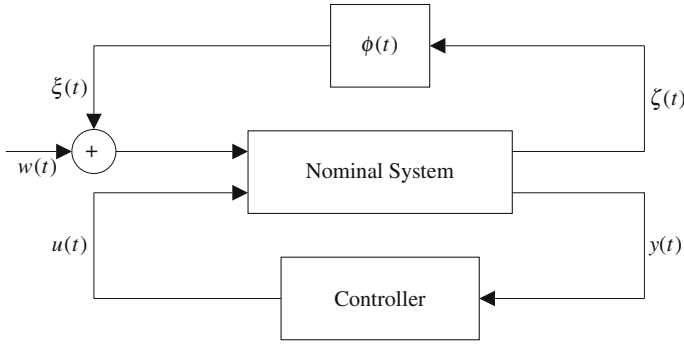 ϕ(t)
ξ(t)
ζ(t)
+
w(t)
Nominal System
u(t)
y(t)
Controller